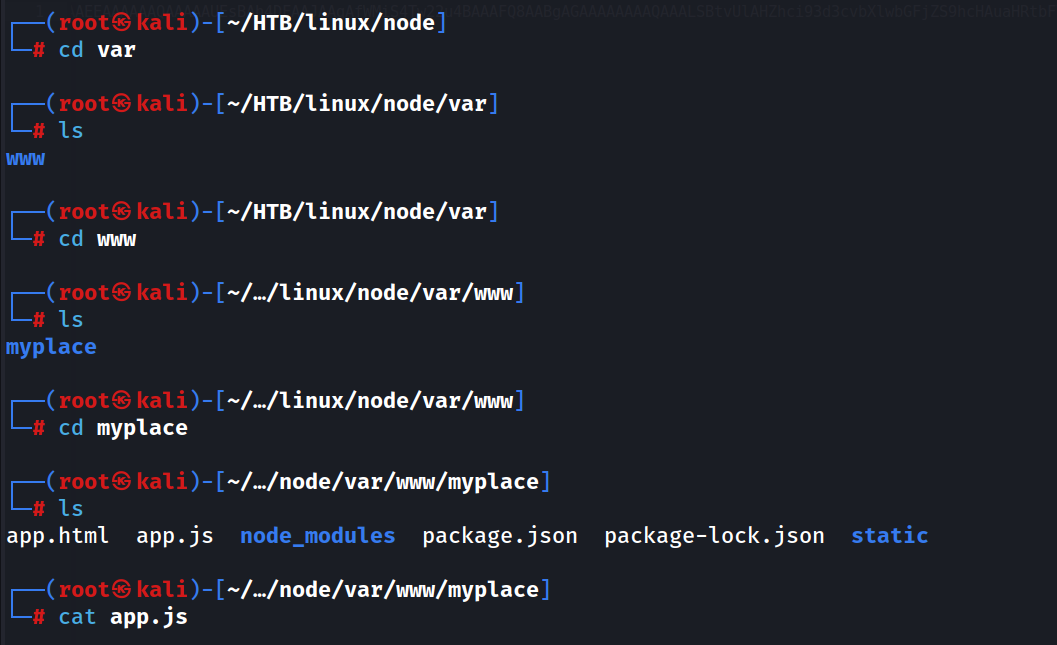 ┌──(root㉿kali)-[~/HTB/linux/node]
└─# cd var
┌──(root㉿kali)-[~/HTB/linux/node/var]
└─# ls
www
┌──(root㉿kali)-[~/HTB/linux/node/var]
└─# cd www
┌──(root㉿kali)-[~/…/linux/node/var/www]
└─# ls
myplace
┌──(root㉿kali)-[~/…/linux/node/var/www]
└─# cd myplace
┌──(root㉿kali)-[~/…/node/var/www/myplace]
└─# ls
app.html app.js node_modules package.json package-lock.json static
┌──(root㉿kali)-[~/…/node/var/www/myplace]
└─# cat app.js